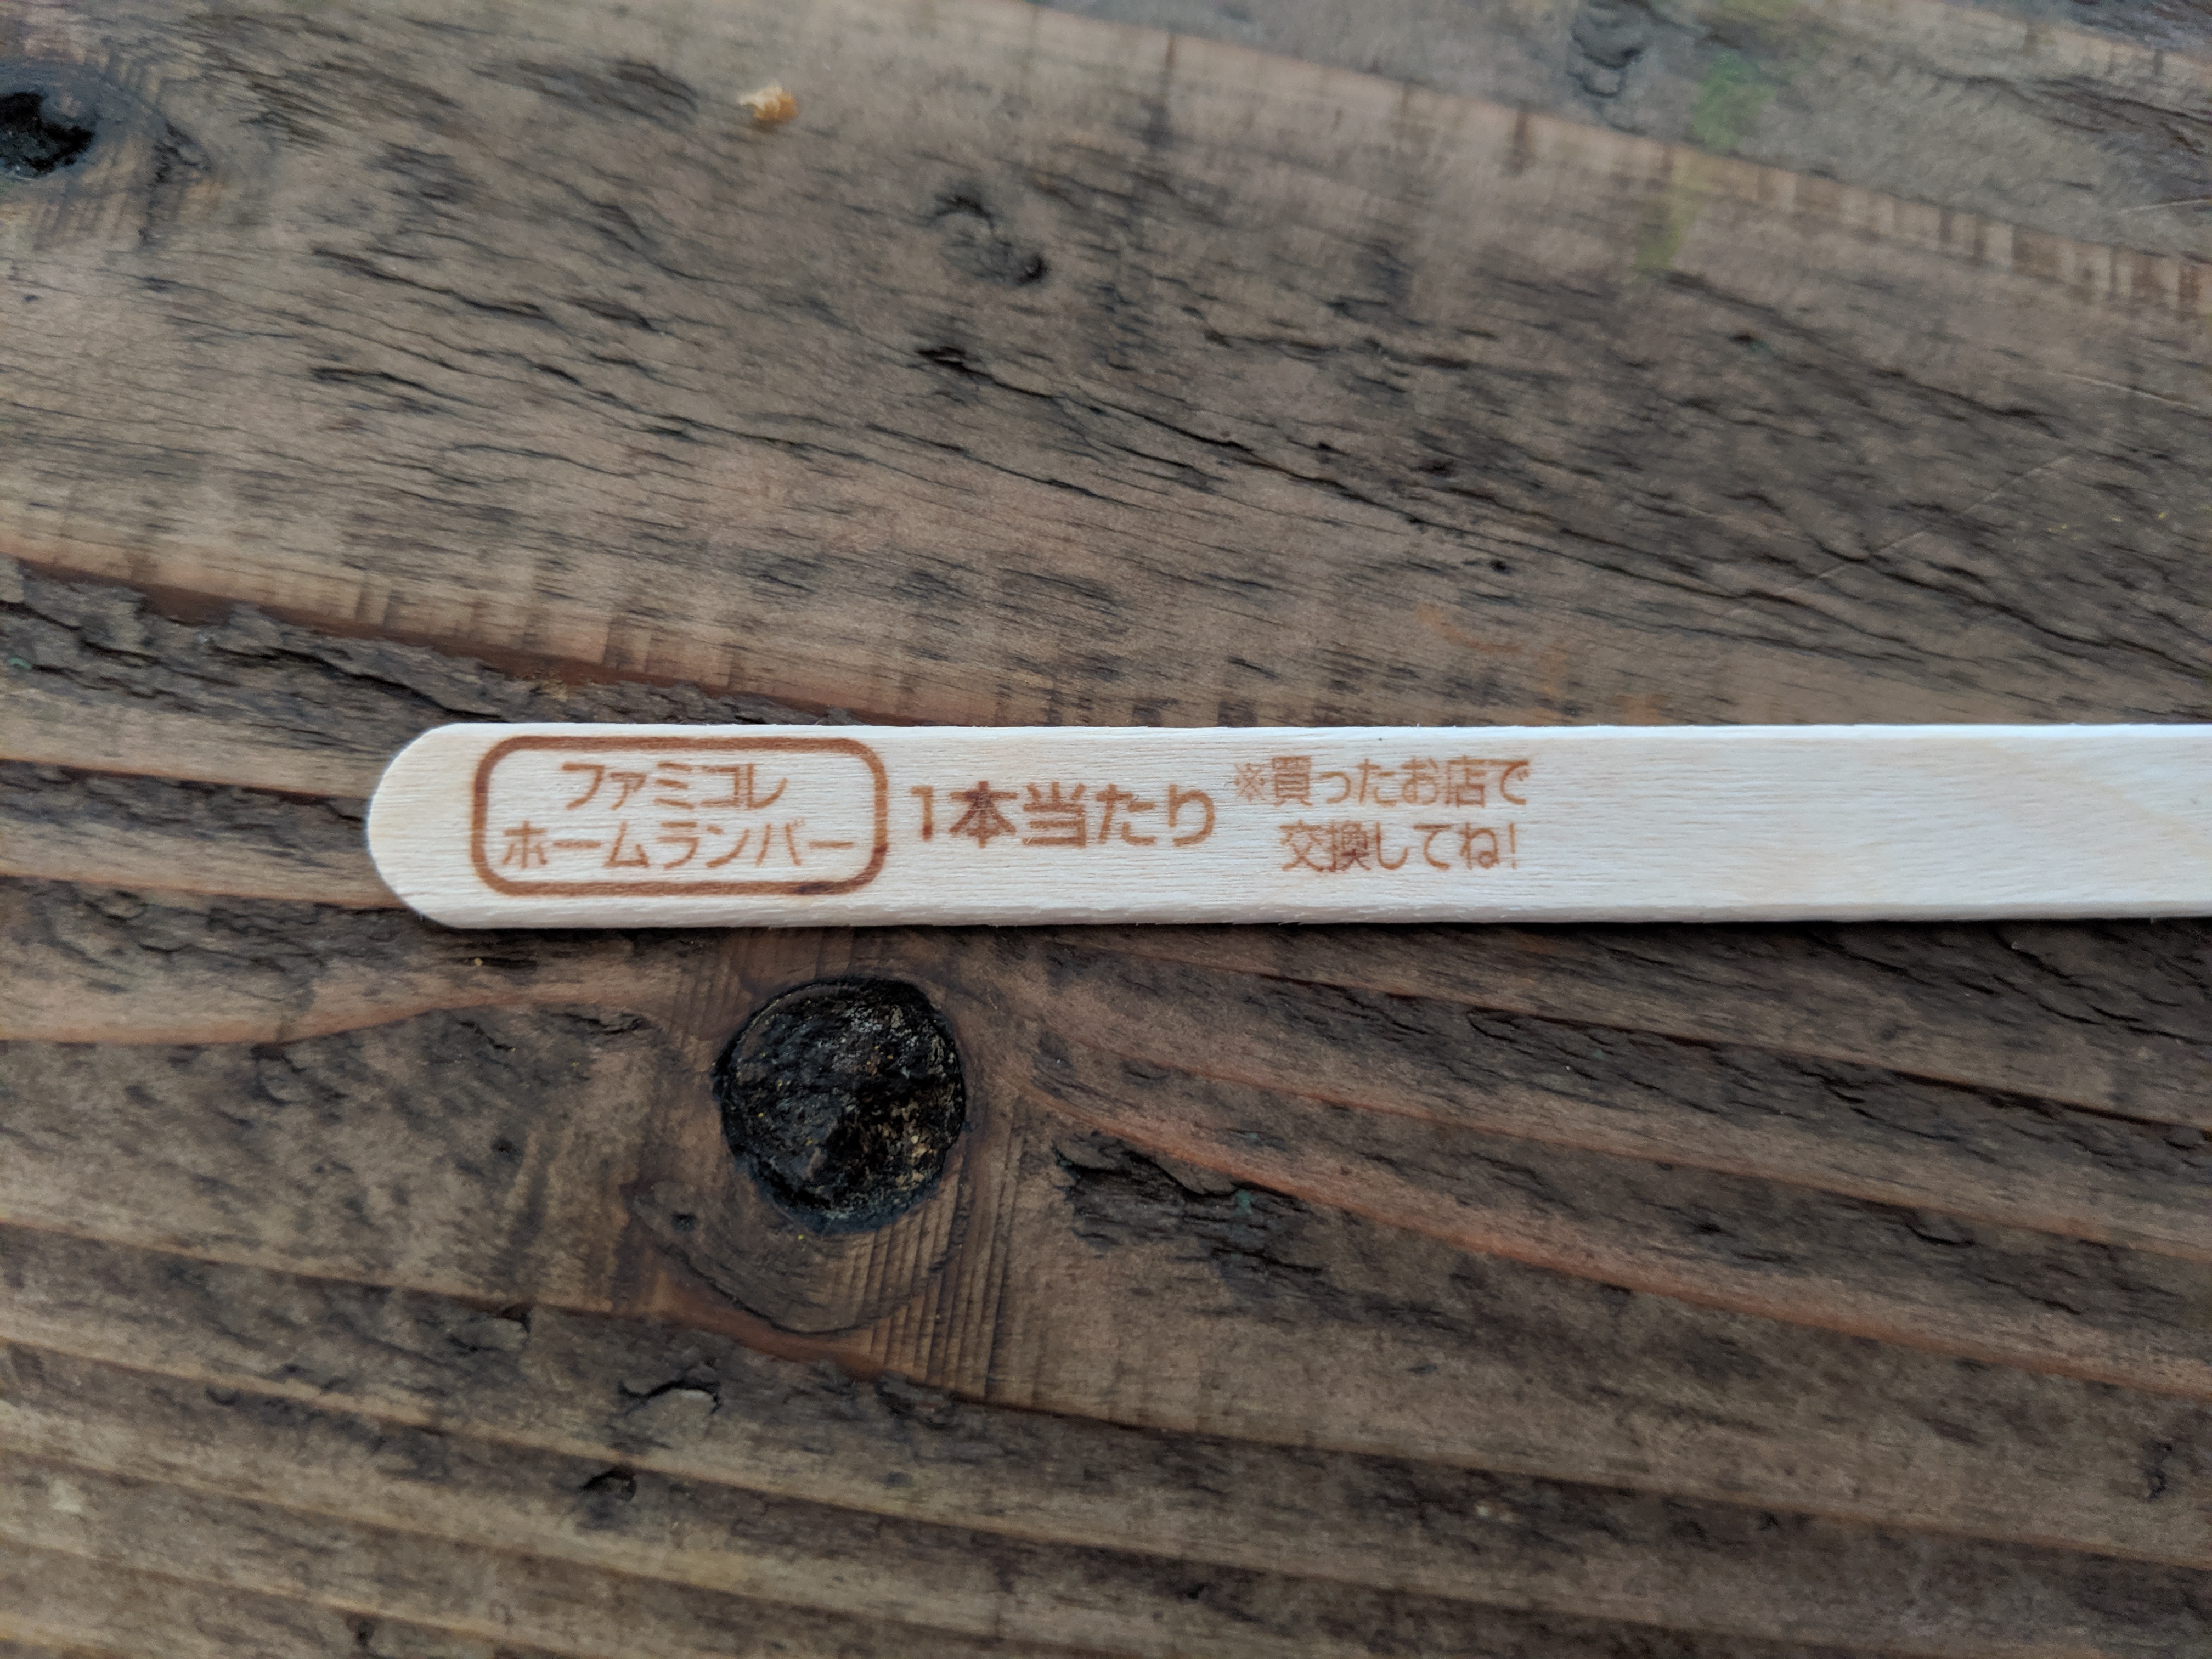 ファミコレ
ホームランバー
1本当たり
※買ったお店で
交換してね!